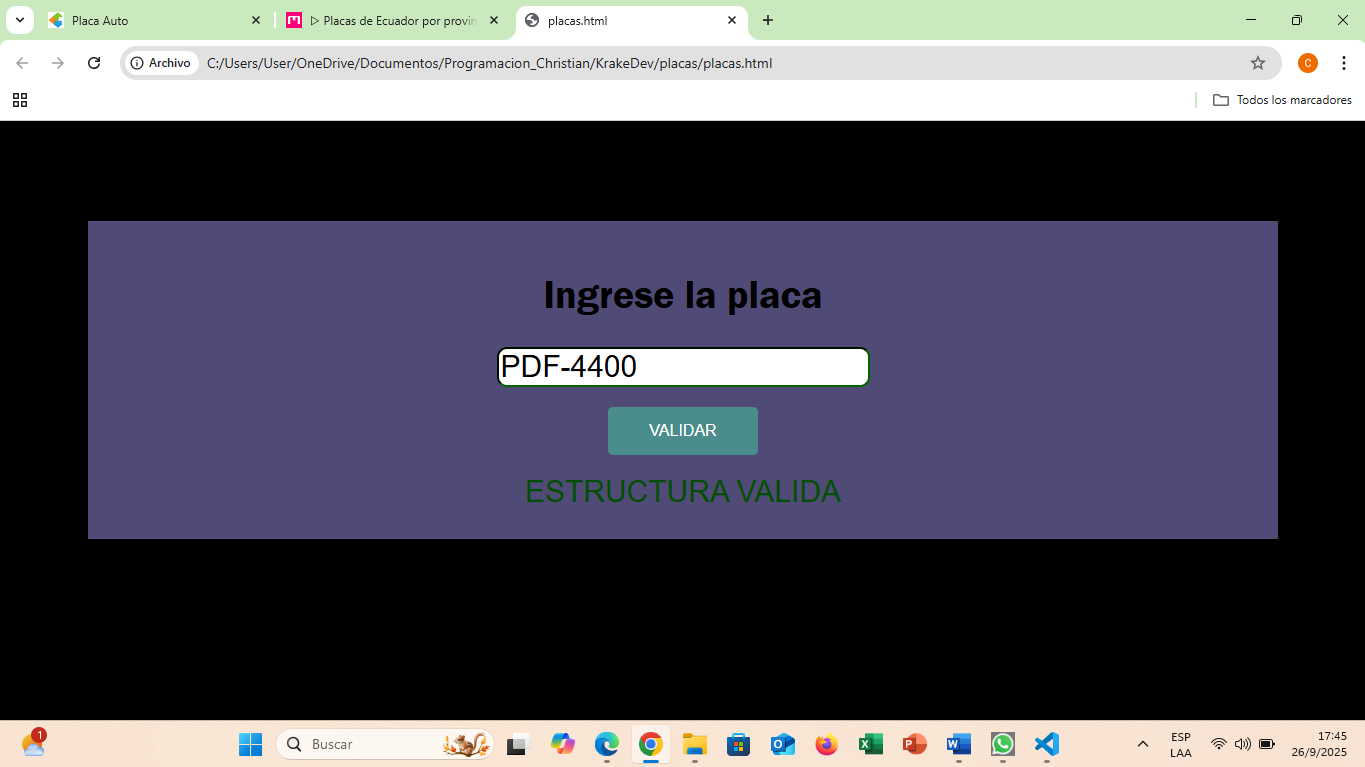 Placa Auto
▷ Placas de Ecuador por provin
placas.html
Archivo
C:/Users/User/OneDrive/Documentos/Programacion_Christian/KrakeDev/placas/placas.html
C
Todos los marcadores
Ingrese la placa
PDF-4400
VALIDAR
ESTRUCTURA VALIDA
1
Buscar
ESP
LAA
17:45
26/9/2025